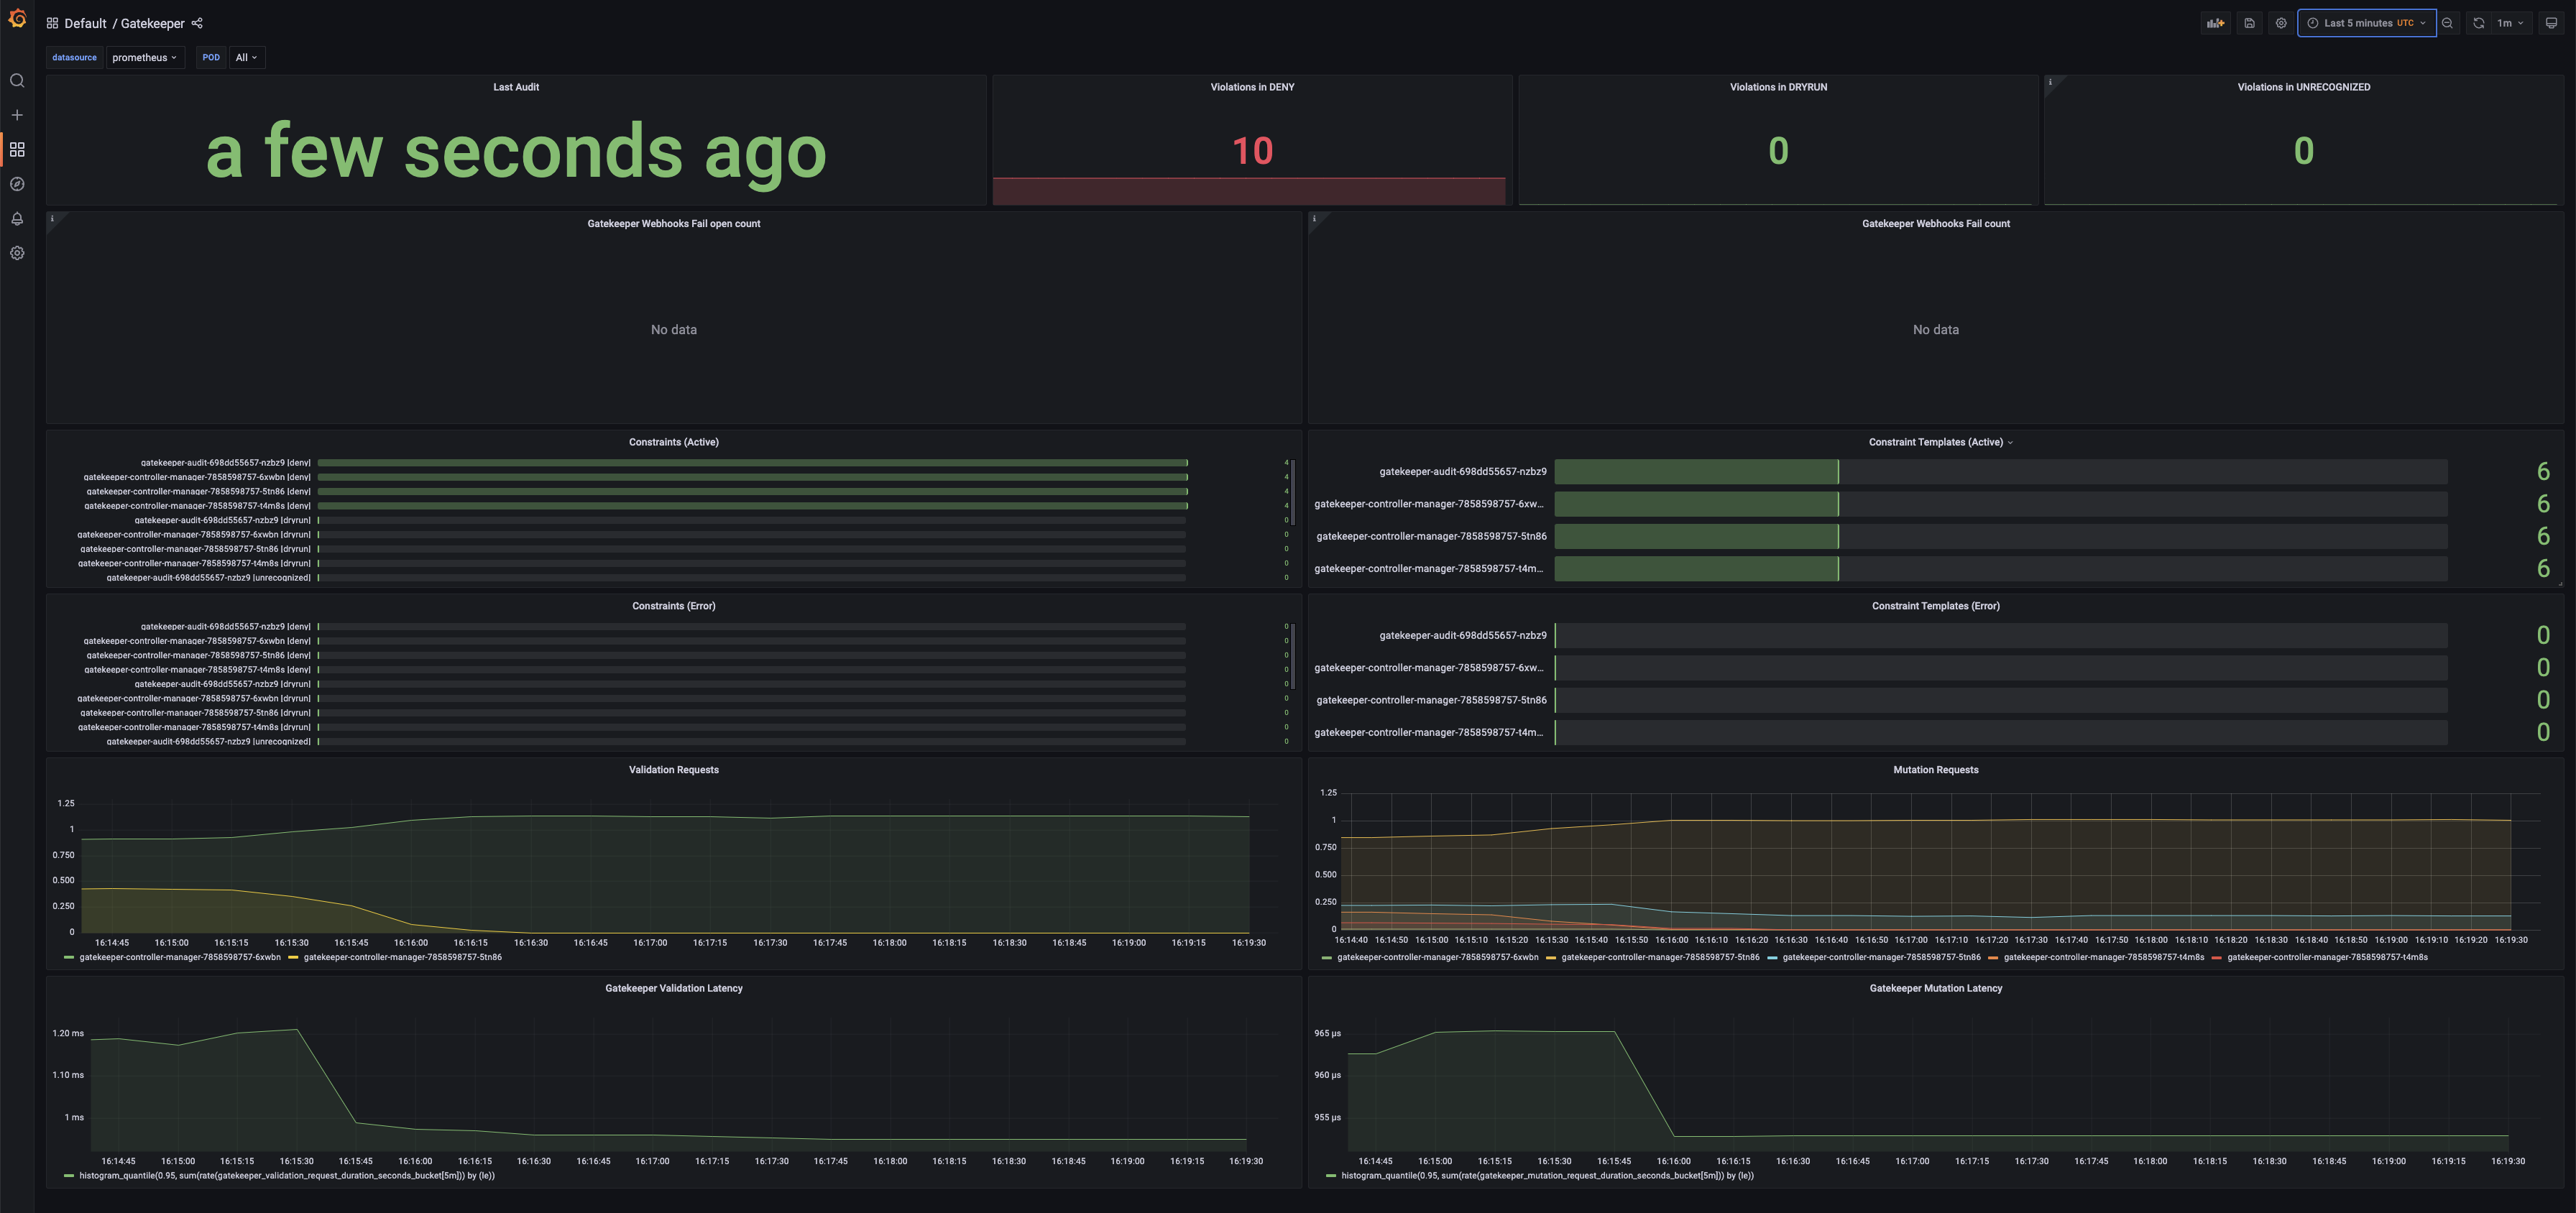 Default / Gatekeeper
Last 5 minutes UTC
1m
datasource prometheus POD All
Last Audit
a few seconds ago
Violations in DENY
10
Violations in DRYRUN
0
i
Violations in UNRECOGNIZED
0
i
Gatekeeper Webhooks Fail open count
No data
i
Gatekeeper Webhooks Fail count
No data
Constraints (Active)
gatekeeper-audit-698dd55657-nzbz9 |deny| 4
gatekeeper-controller-manager-7858598757-6xwbn |deny| 4
gatekeeper-controller-manager-7858598757-5tn86 |deny| 4
gatekeeper-controller-manager-7858598757-t4m8s |deny| 4
gatekeeper-audit-698dd55657-nzbz9 |dryrun| 0
gatekeeper-controller-manager-7858598757-6xwbn |dryrun| 0
gatekeeper-controller-manager-7858598757-5tn86 |dryrun| 0
gatekeeper-controller-manager-7858598757-t4m8s |dryrun| 0
gatekeeper-audit-698dd55657-nzbz9 |unrecognized| 0
Constraint Templates (Active)
gatekeeper-audit-698dd55657-nzbz9 6
gatekeeper-controller-manager-7858598757-6xw... 6
gatekeeper-controller-manager-7858598757-5tn86 6
gatekeeper-controller-manager-7858598757-t4m... 6
Constraints (Error)
gatekeeper-audit-698dd55657-nzbz9 |deny| 0
gatekeeper-controller-manager-7858598757-6xwbn |deny| 0
gatekeeper-controller-manager-7858598757-5tn86 |deny| 0
gatekeeper-controller-manager-7858598757-t4m8s |deny| 0
gatekeeper-audit-698dd55657-nzbz9 |dryrun| 0
gatekeeper-controller-manager-7858598757-6xwbn |dryrun| 0
gatekeeper-controller-manager-7858598757-5tn86 |dryrun| 0
gatekeeper-controller-manager-7858598757-t4m8s |dryrun| 0
gatekeeper-audit-698dd55657-nzbz9 |unrecognized| 0
Constraint Templates (Error)
gatekeeper-audit-698dd55657-nzbz9 0
gatekeeper-controller-manager-7858598757-6xw... 0
gatekeeper-controller-manager-7858598757-5tn86 0
gatekeeper-controller-manager-7858598757-t4m... 0
Validation Requests
1.25
1
0.750
0.500
0.250
0
16:14:45 16:15:00 16:15:15 16:15:30 16:15:45 16:16:00 16:16:15 16:16:30 16:16:45 16:17:00 16:17:15 16:17:30 16:17:45 16:18:00 16:18:15 16:18:30 16:18:45 16:19:00 16:19:15 16:19:30
gatekeeper-controller-manager-7858598757-6xwbn gatekeeper-controller-manager-7858598757-5tn86
Mutation Requests
1.25
1
0.750
0.500
0.250
0
16:14:40 16:14:50 16:15:00 16:15:10 16:15:20 16:15:30 16:15:40 16:15:50 16:16:00 16:16:10 16:16:20 16:16:30 16:16:40 16:16:50 16:17:00 16:17:10 16:17:20 16:17:30 16:17:40 16:17:50 16:18:00 16:18:10 16:18:20 16:18:30 16:18:40 16:18:50 16:19:00 16:19:10 16:19:20 16:19:30
gatekeeper-controller-manager-7858598757-6xwbn gatekeeper-controller-manager-7858598757-5tn86 gatekeeper-controller-manager-7858598757-5tn86 gatekeeper-controller-manager-7858598757-t4m8s gatekeeper-controller-manager-7858598757-t4m8s
Gatekeeper Validation Latency
1.20 ms
1.10 ms
1 ms
16:14:45 16:15:00 16:15:15 16:15:30 16:15:45 16:16:00 16:16:15 16:16:30 16:16:45 16:17:00 16:17:15 16:17:30 16:17:45 16:18:00 16:18:15 16:18:30 16:18:45 16:19:00 16:19:15 16:19:30
histogram_quantile(0.95, sum(rate(gatekeeper_validation_request_duration_seconds_bucket[5m])) by (le))
Gatekeeper Mutation Latency
965 µs
960 µs
955 µs
16:14:45 16:15:00 16:15:15 16:15:30 16:15:45 16:16:00 16:16:15 16:16:30 16:16:45 16:17:00 16:17:15 16:17:30 16:17:45 16:18:00 16:18:15 16:18:30 16:18:45 16:19:00 16:19:15 16:19:30
histogram_quantile(0.95, sum(rate(gatekeeper_mutation_request_duration_seconds_bucket[5m])) by (le))